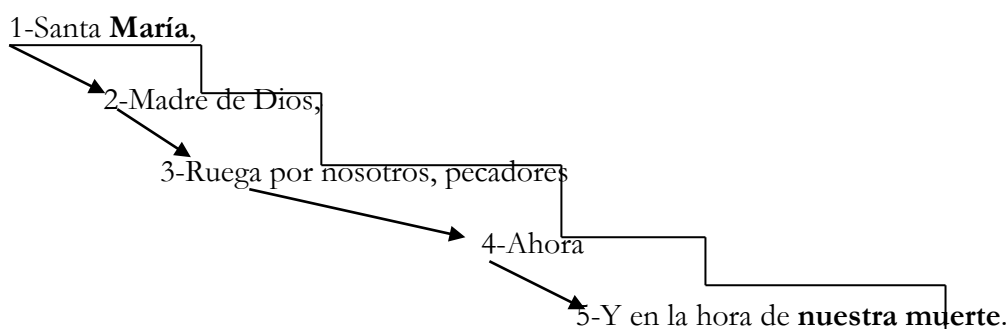 1-Santa María,
2-Madre de Dios,
3-Ruega por nosotros, pecadores
4-Ahora
5-Y en la hora de nuestra muerte.